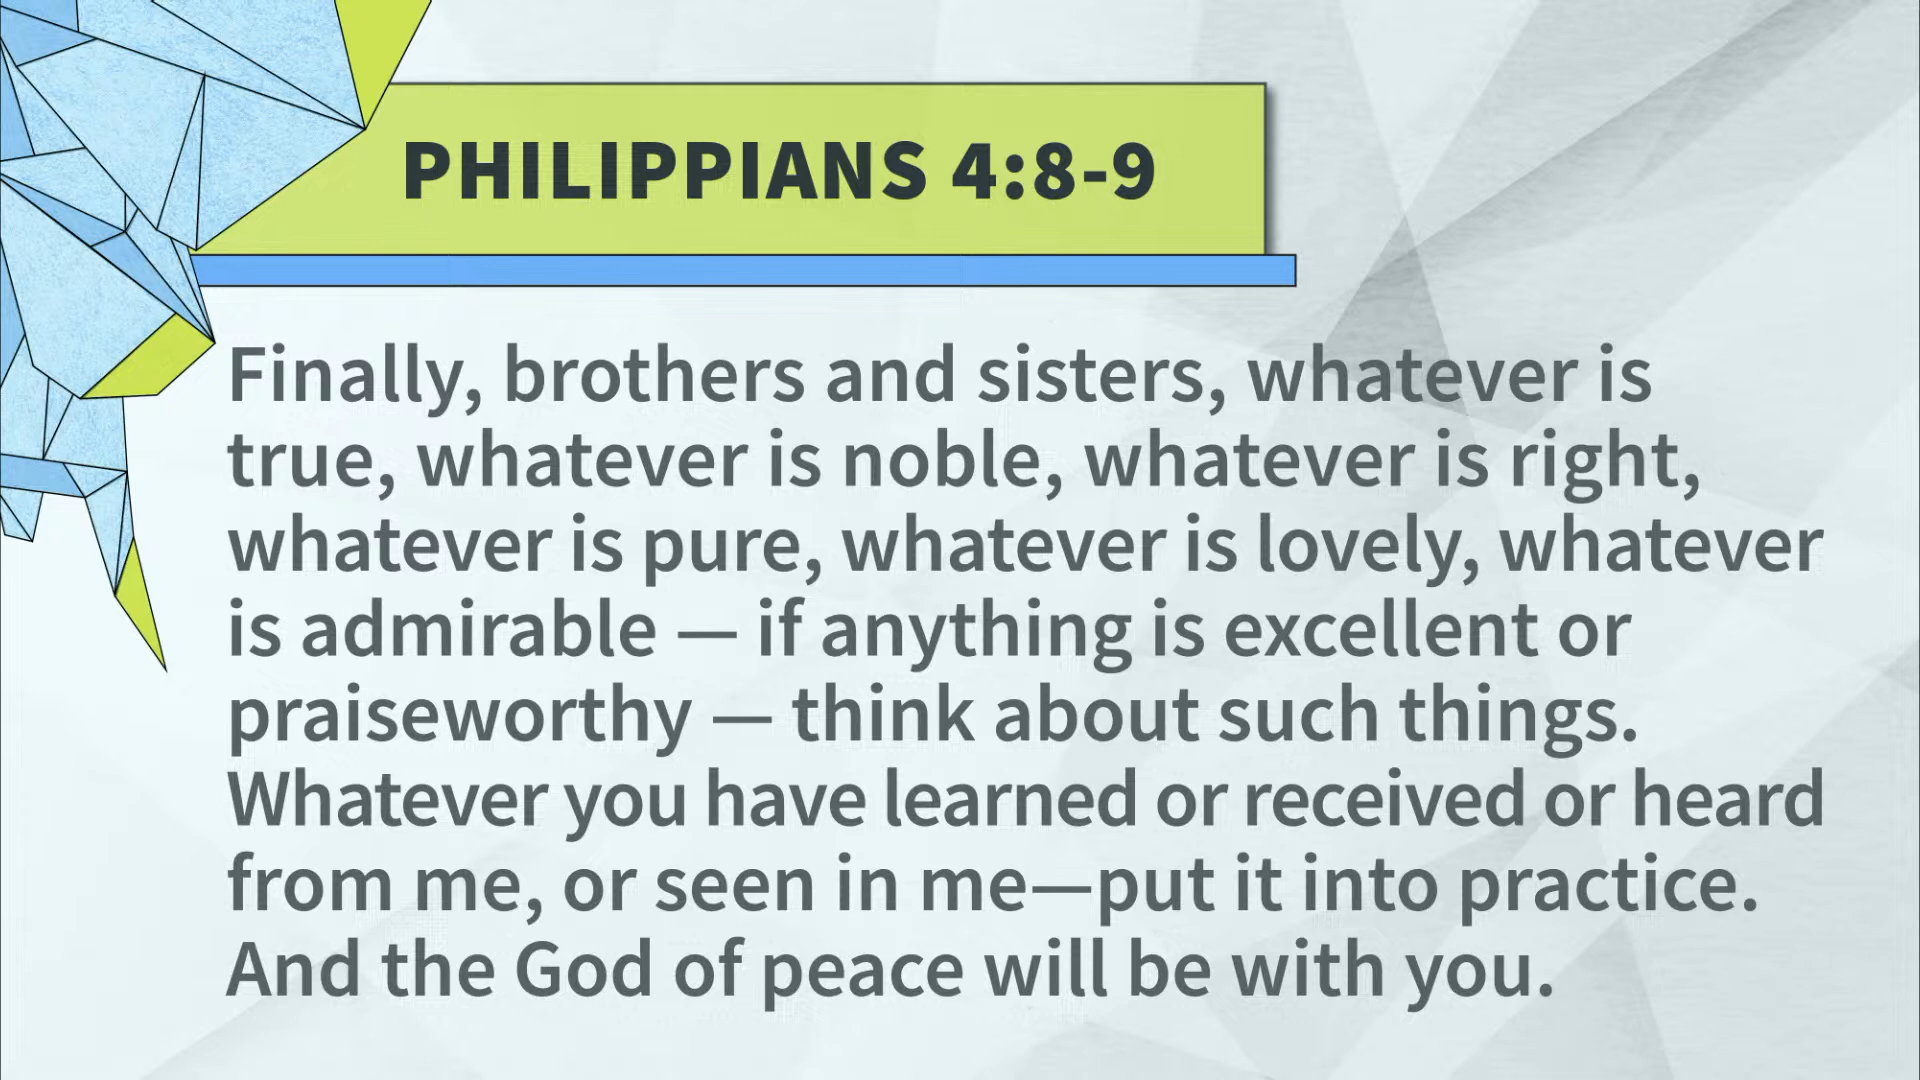 PHILIPPIANS 4:8-9
Finally, brothers and sisters, whatever is
true, whatever is noble, whatever is right,
whatever is pure, whatever is lovely, whatever
is admirable — if anything is excellent or
praiseworthy — think about such things.
Whatever you have learned or received or heard
from me, or seen in me—put it into practice.
And the God of peace will be with you.